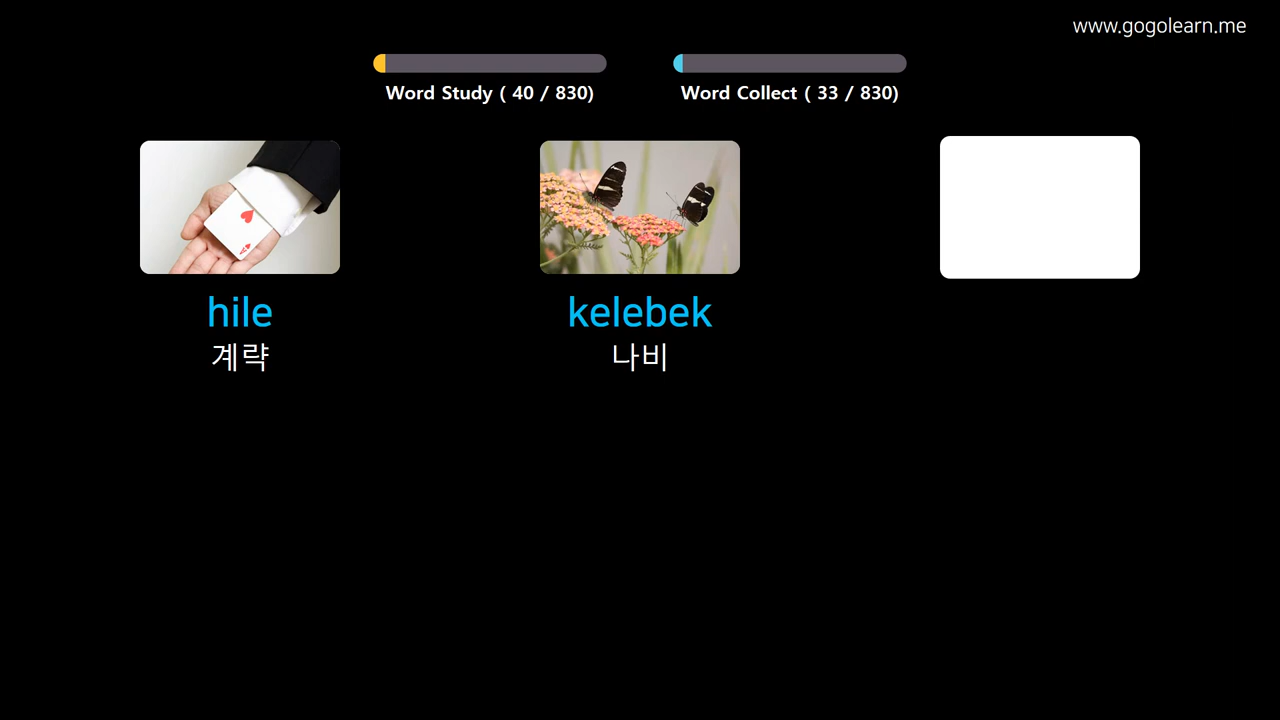 www.gogolearn.me
Word Study ( 40 / 830)
Word Collect ( 33 / 830)
hile
계략
kelebek
나비